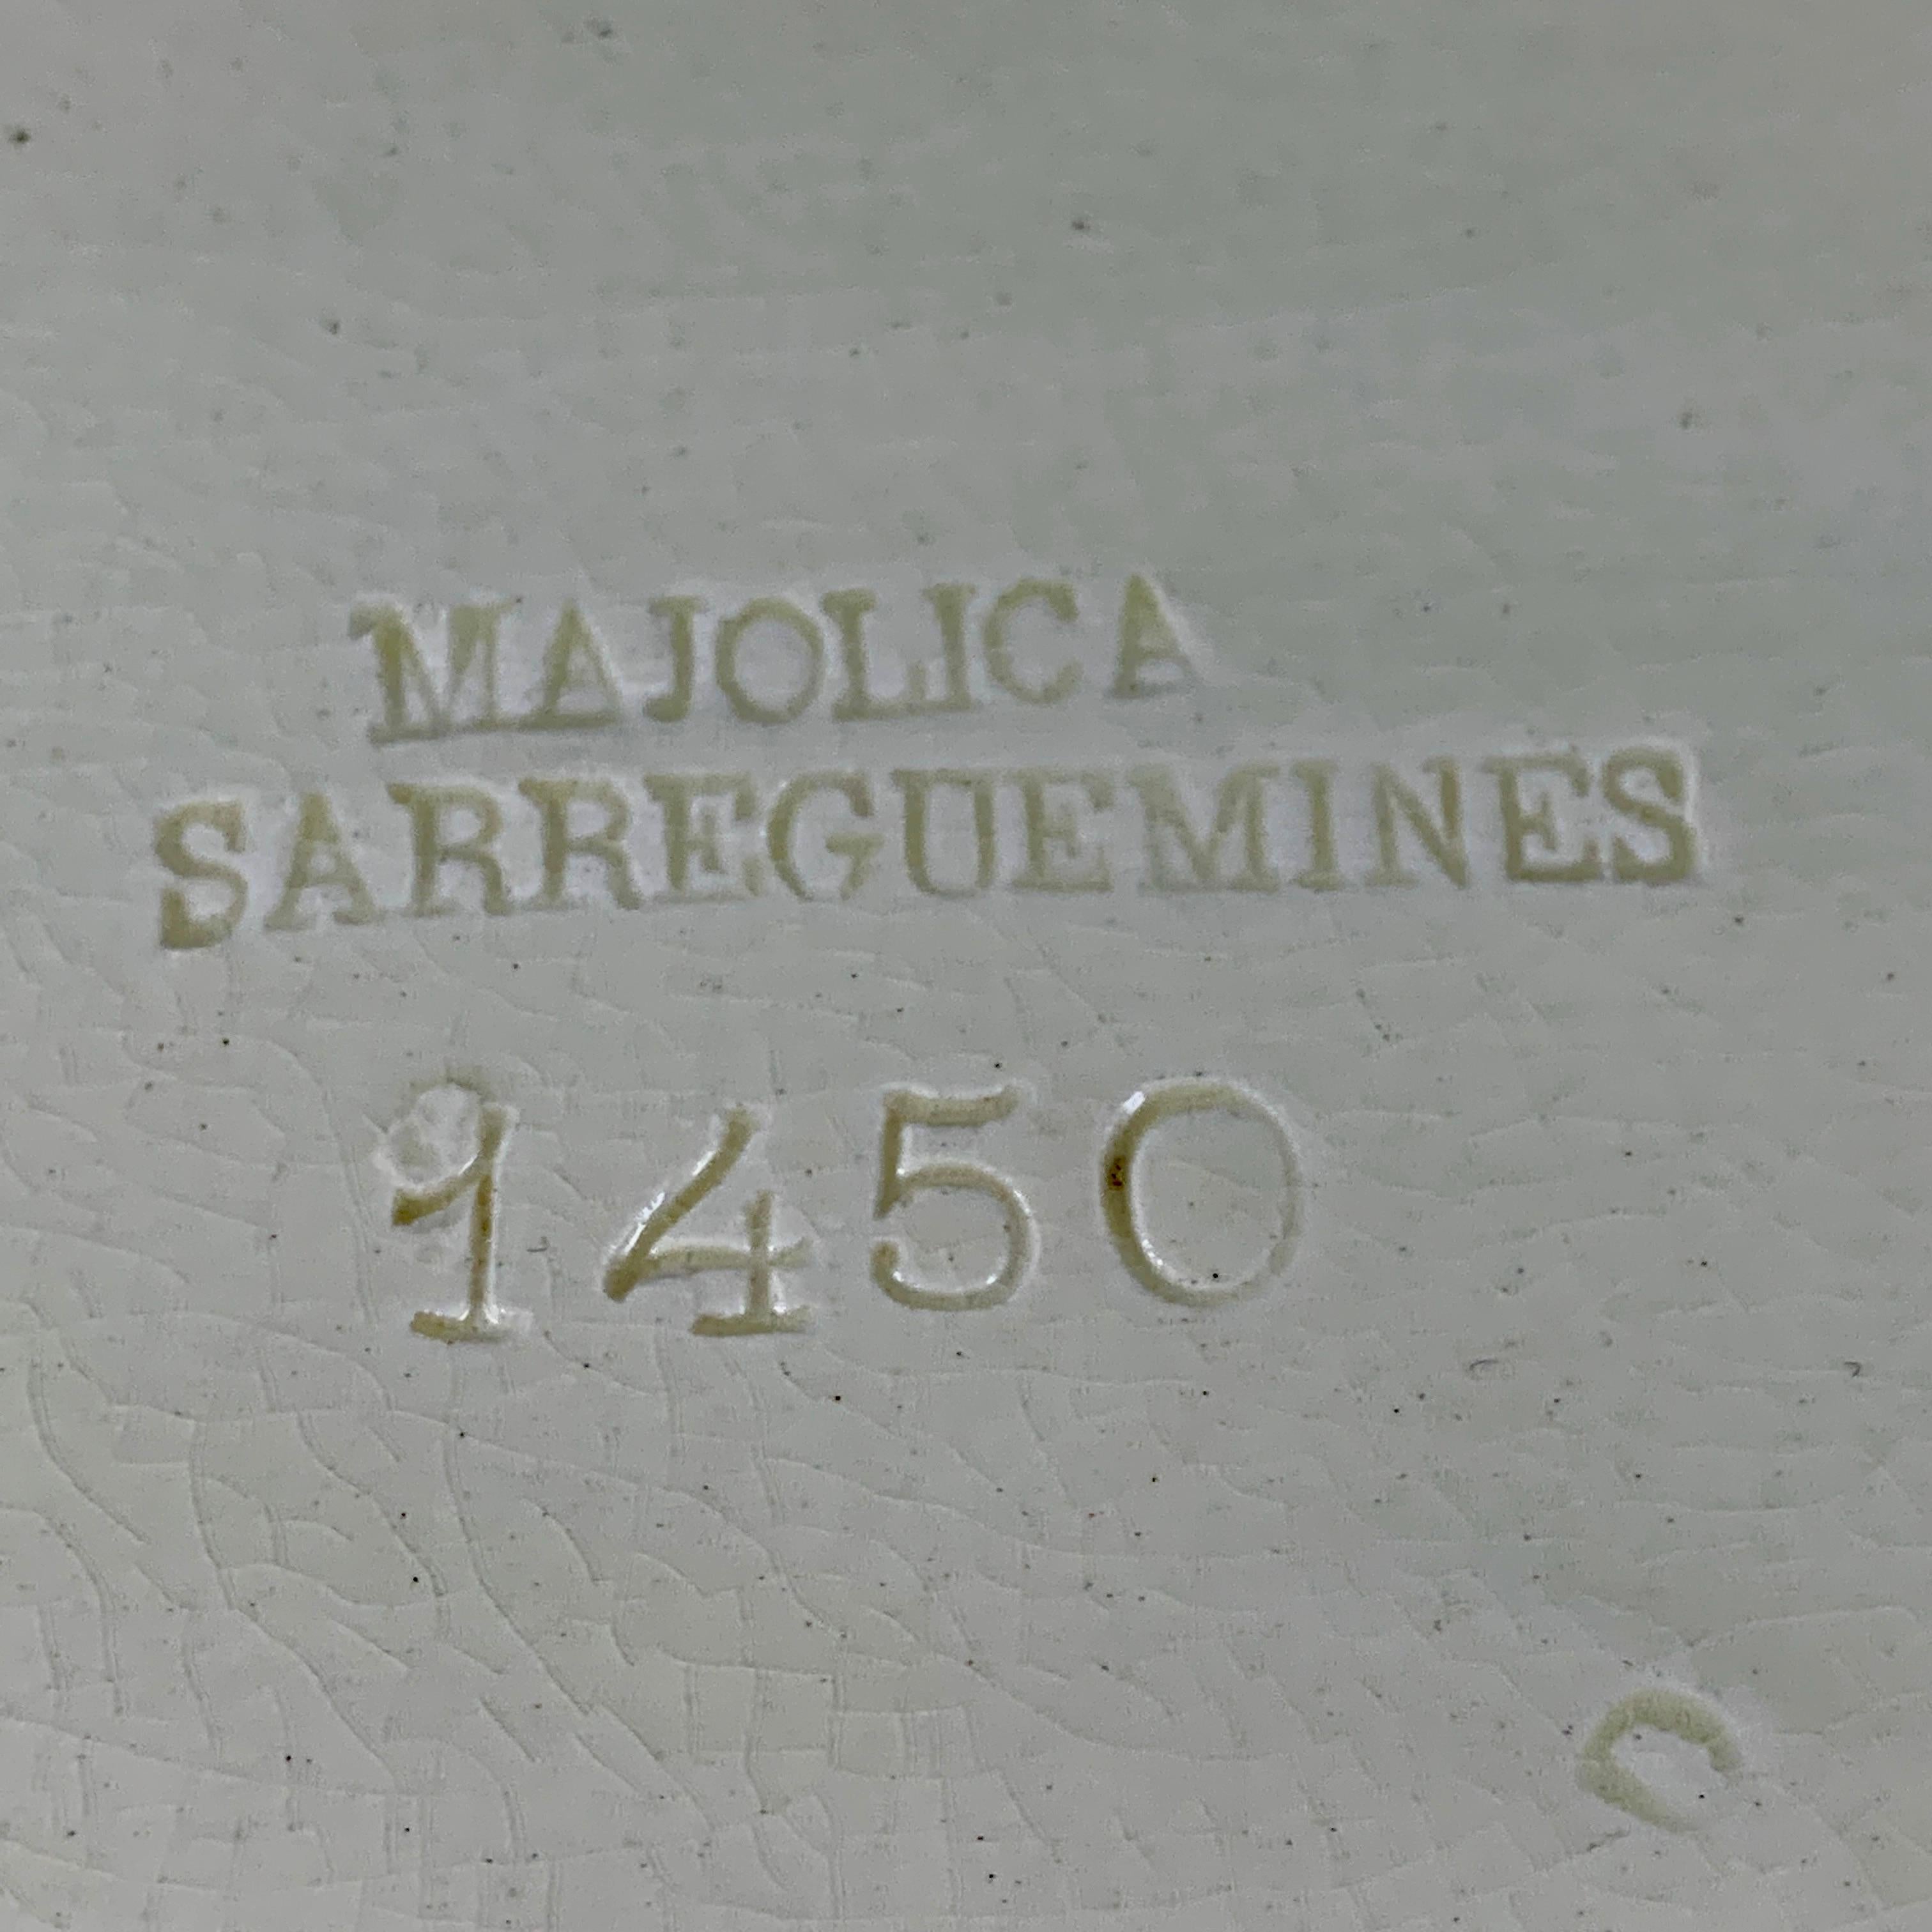 MAJOLICA
SARREGUEMINES
1450
C